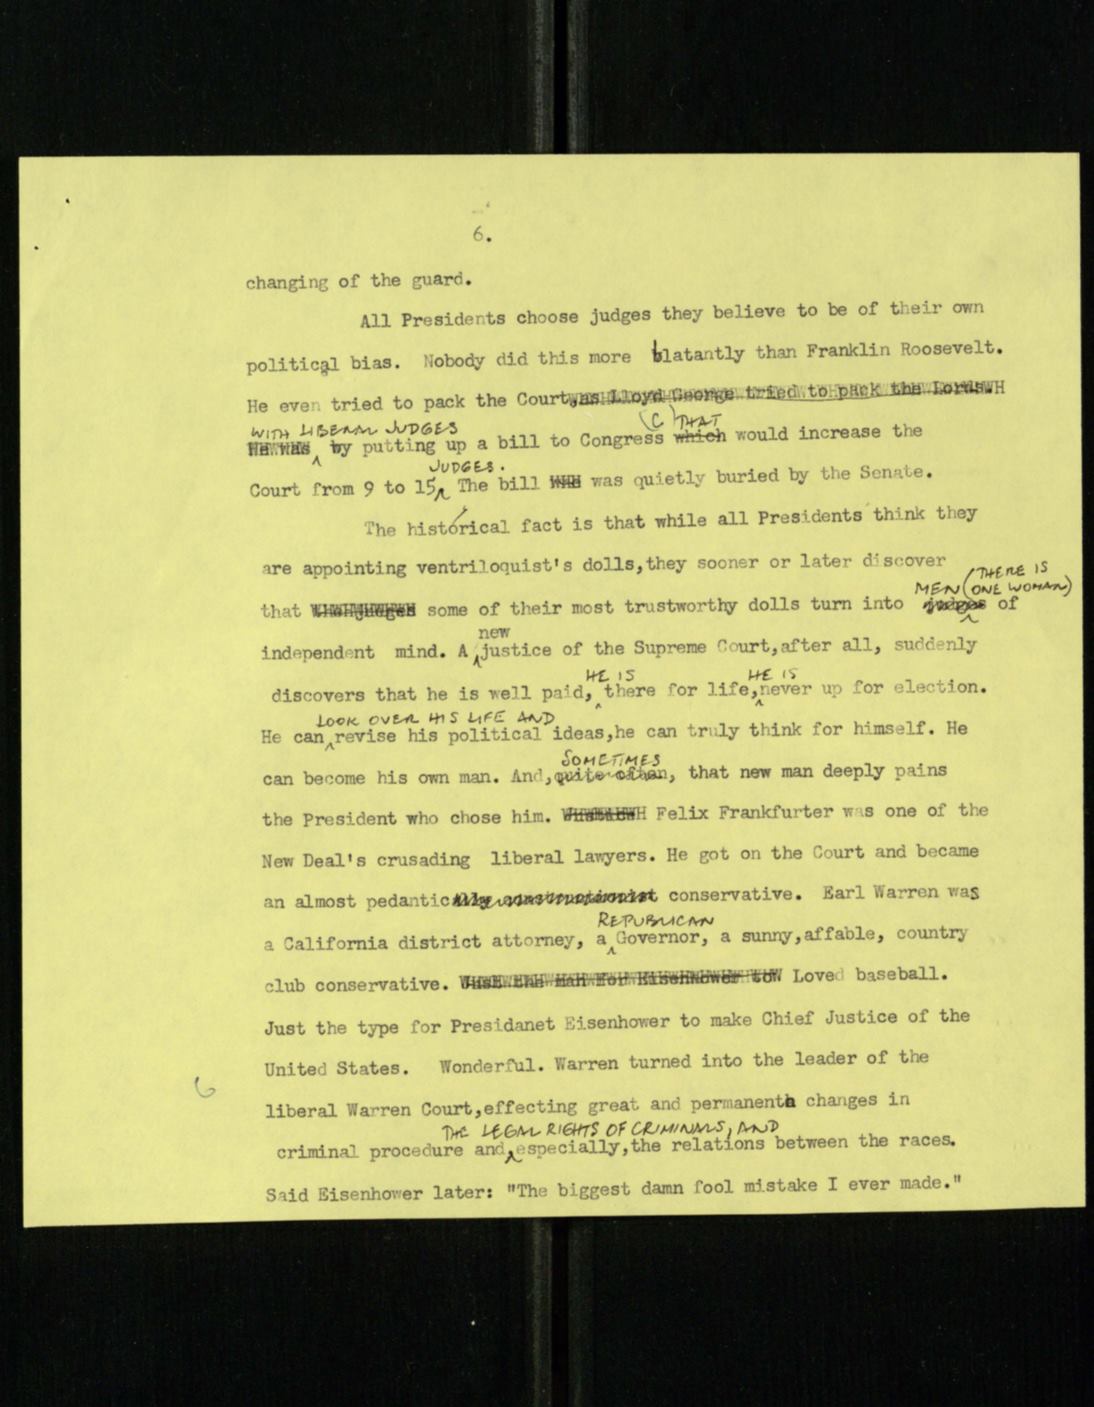 6.
changing of the guard.
All Presidents choose judges they believe to be of their own
political bias. Nobody did this more blatantly than Franklin Roosevelt.
He even tried to pack the Court, as Lloyd George tried to pack the Lords.
WITH LIBERAL JUDGES (C) THAT
by putting up a bill to Congress which would increase the
JUDGES.
Court from 9 to 15 The bill was quietly buried by the Senate.
The historical fact is that while all Presidents think they
are appointing ventriloquist's dolls,they sooner or later discover
MEN (THERE IS ONE WOMAN)
that some of their most trustworthy dolls turn into judges of
new
independent mind. A justice of the Supreme Court,after all, suddenly
HE IS HE IS
discovers that he is well paid, there for life,never up for election.
LOOK OVER HIS LIFE AND
He can revise his political ideas,he can truly think for himself. He
SOMETIMES
can become his own man. And,quite often, that new man deeply pains
the President who chose him. Felix Frankfurter was one of the
New Deal's crusading liberal lawyers. He got on the Court and became
an almost pedantically constructionist conservative. Earl Warren was
REPUBLICAN
a California district attorney, a Governor, a sunny,affable, country
club conservative. Just the man for Eisenhower to Loved baseball.
Just the type for Presidanet Eisenhower to make Chief Justice of the
United States. Wonderful. Warren turned into the leader of the
6
liberal Warren Court,effecting great and permanent changes in
THE LEGAL RIGHTS OF CRIMINALS, AND
criminal procedure and, especially,the relations between the races.
Said Eisenhower later: "The biggest damn fool mistake I ever made."